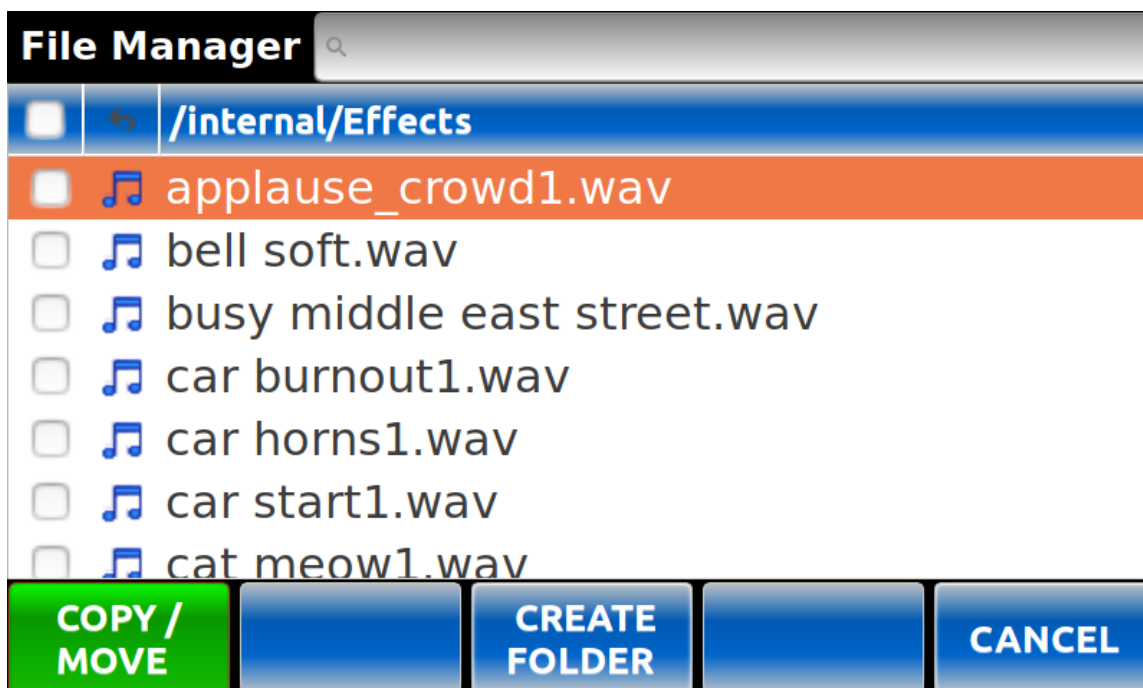 File Manager
/internal/Effects
applause_crowd1.wav
bell soft.wav
busy middle east street.wav
car burnout1.wav
car horns1.wav
car start1.wav
cat meow1.wav
COPY /
MOVE
CREATE
FOLDER
CANCEL